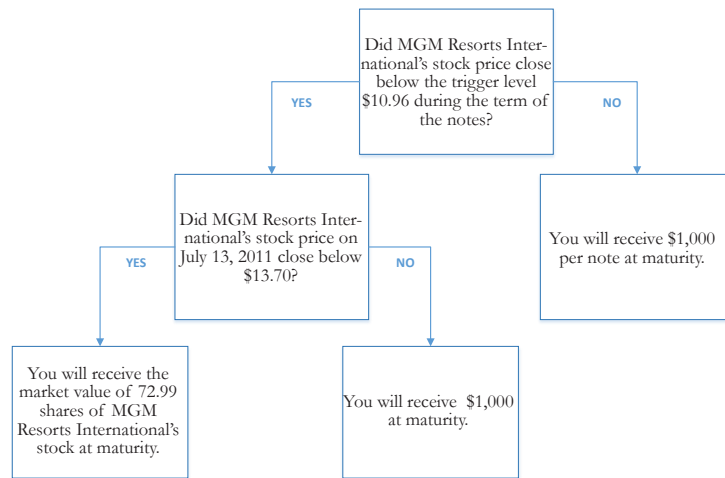 Did MGM Resorts Inter-
national's stock price close
below the trigger level
$10.96 during the term of
the notes?
YES
NO
Did MGM Resorts Inter-
national's stock price on
July 13, 2011 close below
$13.70?
You will receive $1,000
per note at maturity.
YES
NO
You will receive the
market value of 72.99
shares of MGM
Resorts International's
stock at maturity.
You will receive $1,000
at maturity.